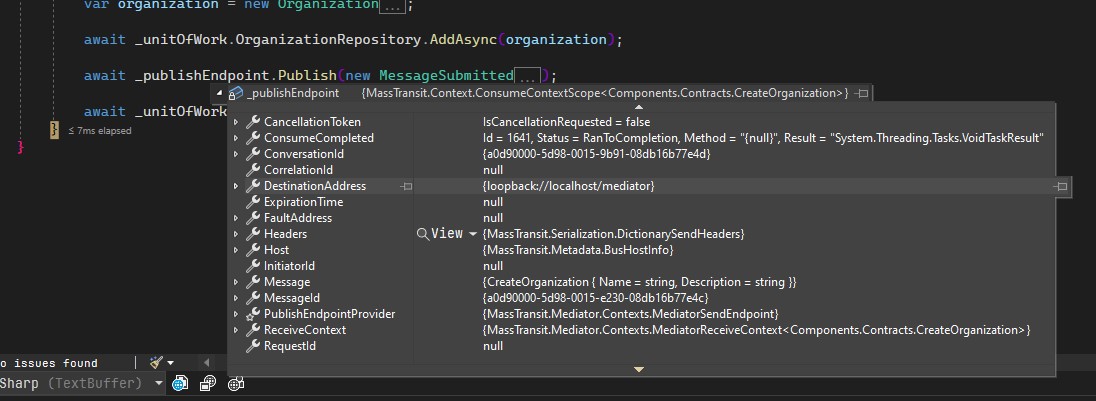 var organization = new Organization...;
await _unitOfWork.OrganizationRepository.AddAsync(organization);
await _publishEndpoint.Publish(new MessageSubmitted...);
_publishEndpoint {MassTransit.Context.ConsumeContextScope<Components.Contracts.CreateOrganization>}
await _unitOfWork
CancellationToken IsCancellationRequested = false
} ≤ 7ms elapsed
ConsumeCompleted Id = 1641, Status = RanToCompletion, Method = "{null}", Result = "System.Threading.Tasks.VoidTaskResult"
}
ConversationId {a0d90000-5d98-0015-9b91-08db16b77e4d}
CorrelationId null
DestinationAddress {loopback://localhost/mediator}
ExpirationTime null
FaultAddress null
Headers View {MassTransit.Serialization.DictionarySendHeaders}
Host {MassTransit.Metadata.BusHostInfo}
InitiatorId null
Message {CreateOrganization { Name = string, Description = string }}
MessageId {a0d90000-5d98-0015-e230-08db16b77e4c}
PublishEndpointProvider {MassTransit.Mediator.Contexts.MediatorSendEndpoint}
ReceiveContext {MassTransit.Mediator.Contexts.MediatorReceiveContext<Components.Contracts.CreateOrganization>}
RequestId null
o issues found
Sharp (TextBuffer)